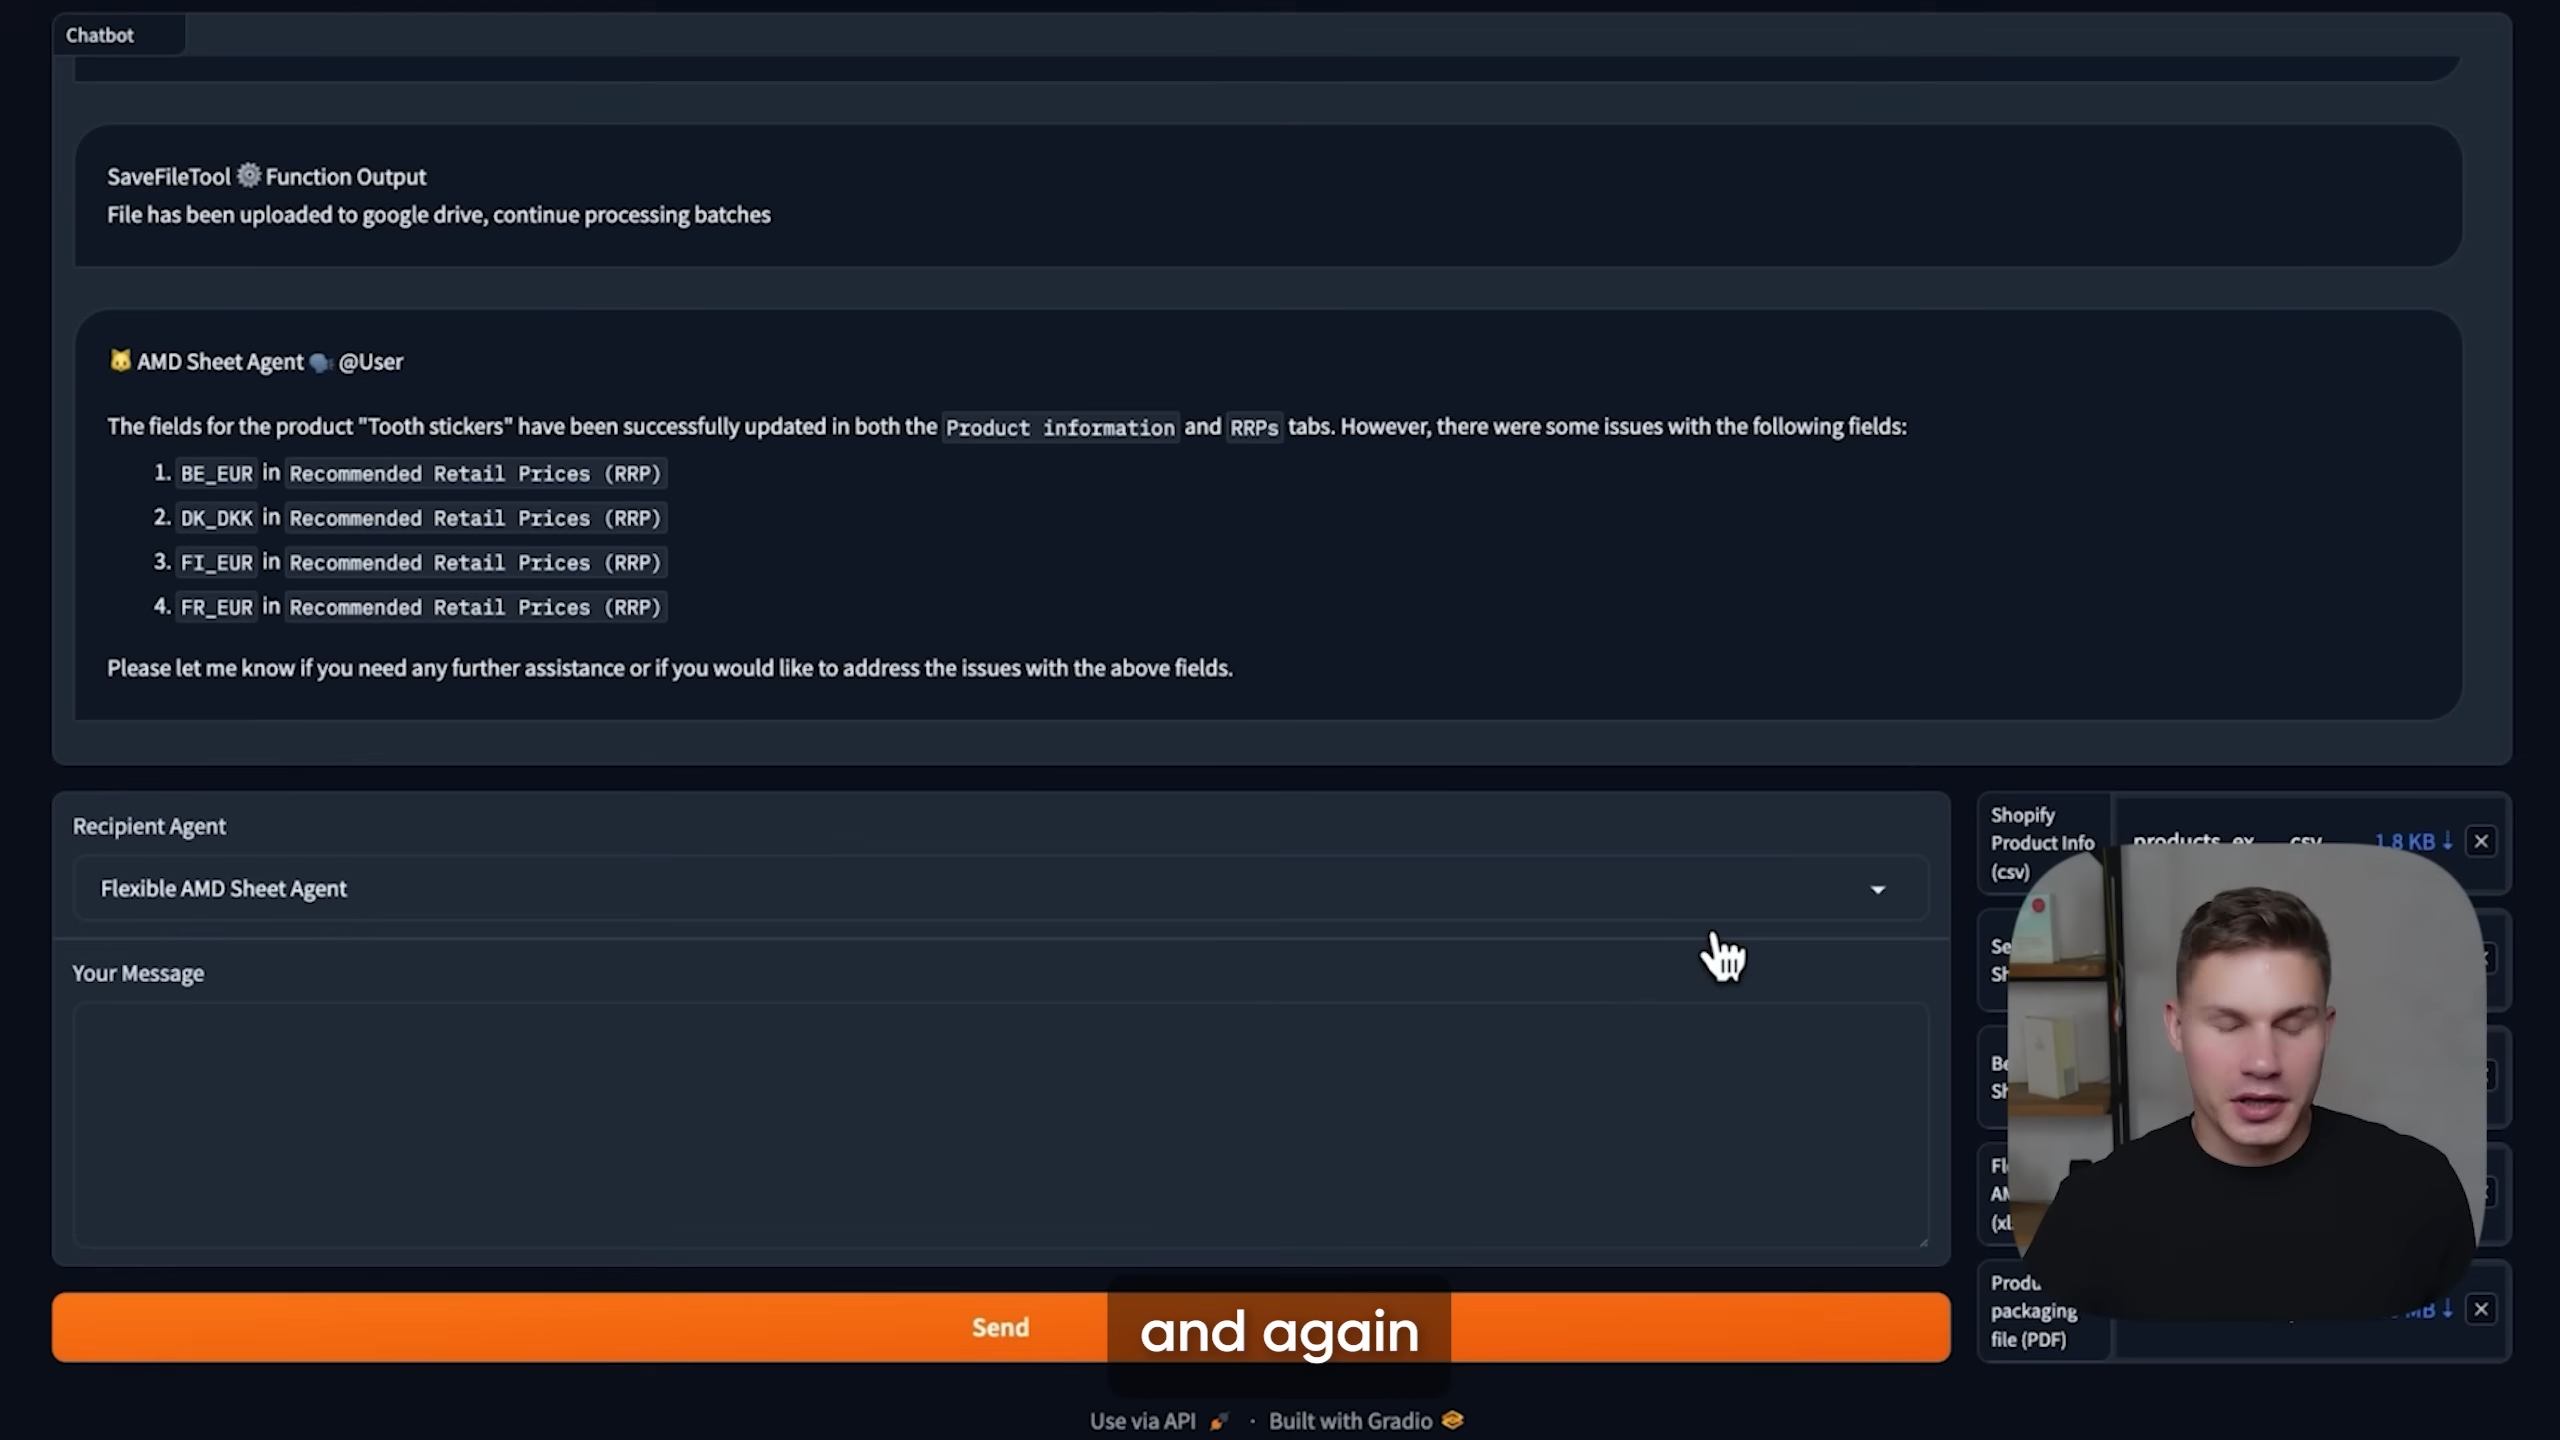 Chatbot
SaveFileTool ⚙️ Function Output
File has been uploaded to google drive, continue processing batches
🐱 AMD Sheet Agent 🗣️ @User
The fields for the product "Tooth stickers" have been successfully updated in both the Product information and RRPs tabs. However, there were some issues with the following fields:
1. BE_EUR in Recommended Retail Prices (RRP)
2. DK_DKK in Recommended Retail Prices (RRP)
3. FI_EUR in Recommended Retail Prices (RRP)
4. FR_EUR in Recommended Retail Prices (RRP)
Please let me know if you need any further assistance or if you would like to address the issues with the above fields.
Recipient Agent
Flexible AMD Sheet Agent
Your Message
Send
Shopify
Product Info
(csv)
1.8 KB ↓
packaging
file (PDF)
and again
Use via API 🚀 · Built with Gradio